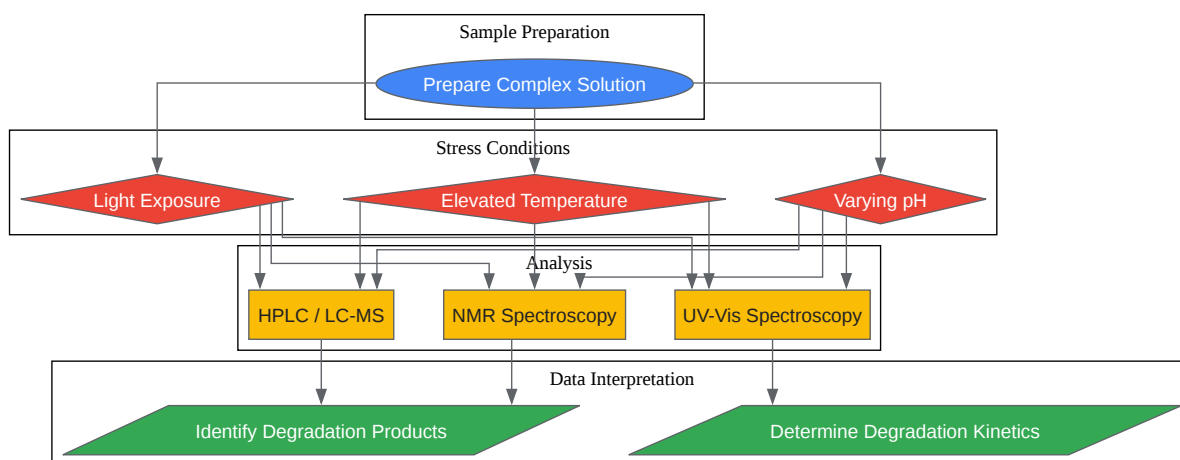 Sample Preparation
Prepare Complex Solution
Stress Conditions
Light Exposure
Elevated Temperature
Varying pH
Analysis
HPLC / LC-MS
NMR Spectroscopy
UV-Vis Spectroscopy
Data Interpretation
Identify Degradation Products
Determine Degradation Kinetics